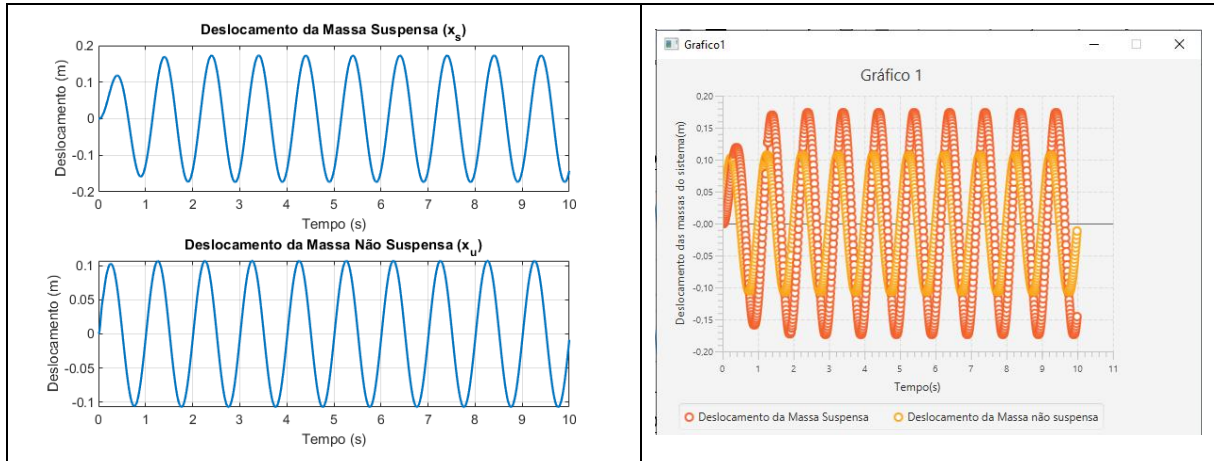 Deslocamento da Massa Suspensa (x_s)
Deslocamento (m)
0.2
0.1
0
-0.1
-0.2
0 1 2 3 4 5 6 7 8 9 10
Tempo (s)
Deslocamento da Massa Não Suspensa (x_u)
Deslocamento (m)
0.1
0.05
0
-0.05
-0.1
0 1 2 3 4 5 6 7 8 9 10
Tempo (s)
Grafico1
Gráfico 1
Deslocamento das massas do sistema(m)
0,20
0,15
0,10
0,05
-0,00
-0,05
-0,10
-0,15
-0,20
0 1 2 3 4 5 6 7 8 9 10 11
Tempo(s)
Deslocamento da Massa Suspensa Deslocamento da Massa não suspensa